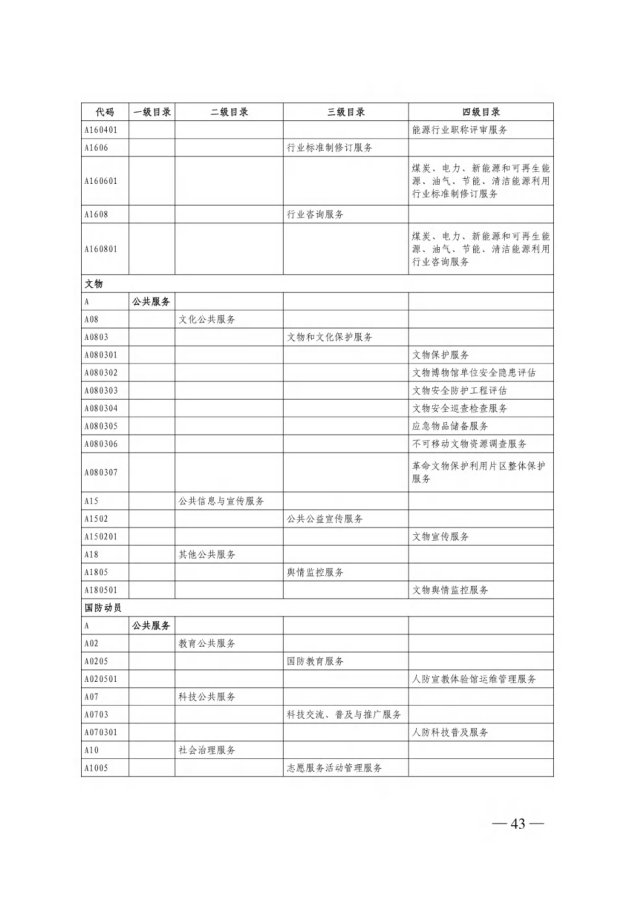 代码 一级目录 二级目录 三级目录 四级目录
A160401 能源行业职称评审服务
A1606 行业标准制修订服务
A160601 煤炭、电力、新能源和可再生能
源、油气、节能、清洁能源利用
行业标准制修订服务
A1608 行业咨询服务
A160801 煤炭、电力、新能源和可再生能
源、油气、节能、清洁能源利用
行业咨询服务
文物
A 公共服务
A08 文化公共服务
A0803 文物和文化保护服务
A080301 文物保护服务
A080302 文物博物馆单位安全隐患评估
A080303 文物安全防护工程评估
A080304 文物安全巡查检查服务
A080305 应急物品储备服务
A080306 不可移动文物资源调查服务
A080307 革命文物保护利用片区整体保护
服务
A15 公共信息与宣传服务
A1502 公共公益宣传服务
A150201 文物宣传服务
A18 其他公共服务
A1805 舆情监控服务
A180501 文物舆情监控服务
国防动员
A 公共服务
A02 教育公共服务
A0205 国防教育服务
A020501 人防宣教体验馆运维管理服务
A07 科技公共服务
A0703 科技交流、普及与推广服务
A070301 人防科技普及服务
A10 社会治理服务
A1005 志愿服务活动管理服务
— 43 —